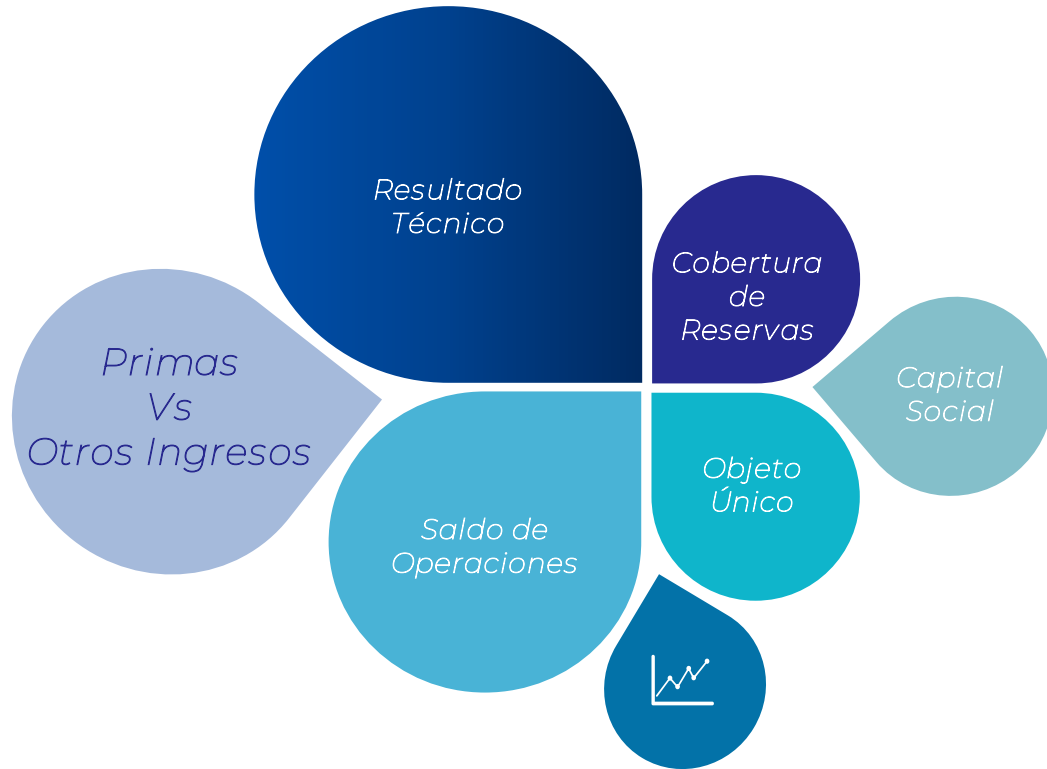 Resultado
Técnico
Cobertura
de
Reservas
Primas
Vs
Otros Ingresos
Capital
Social
Objeto
Único
Saldo de
Operaciones